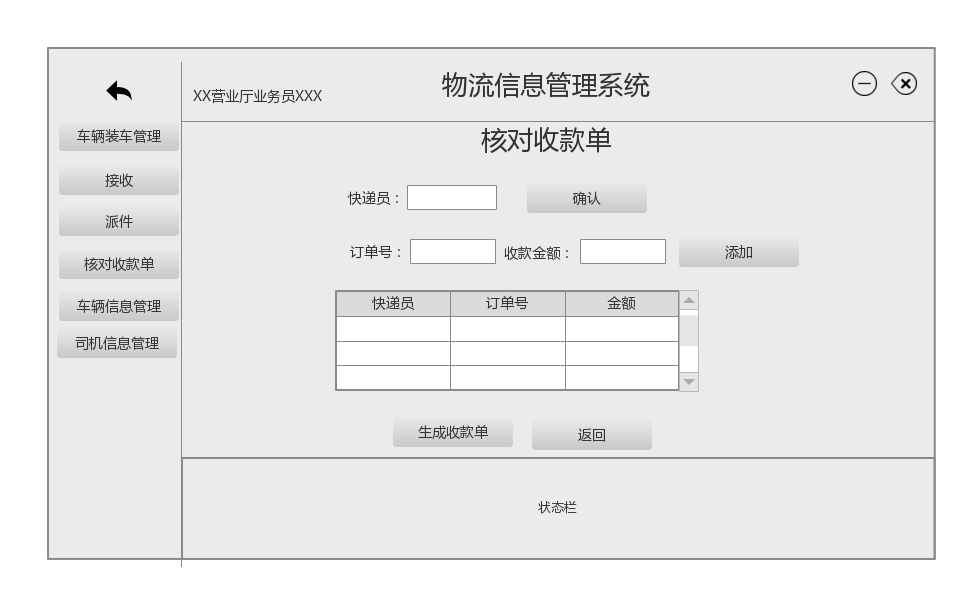 物流信息管理系统
XX营业厅业务员XXX
车辆装车管理
接收
派件
核对收款单
车辆信息管理
司机信息管理
核对收款单
快递员： 确认
订单号： 收款金额： 添加
快递员 订单号 金额
生成收款单 返回
状态栏